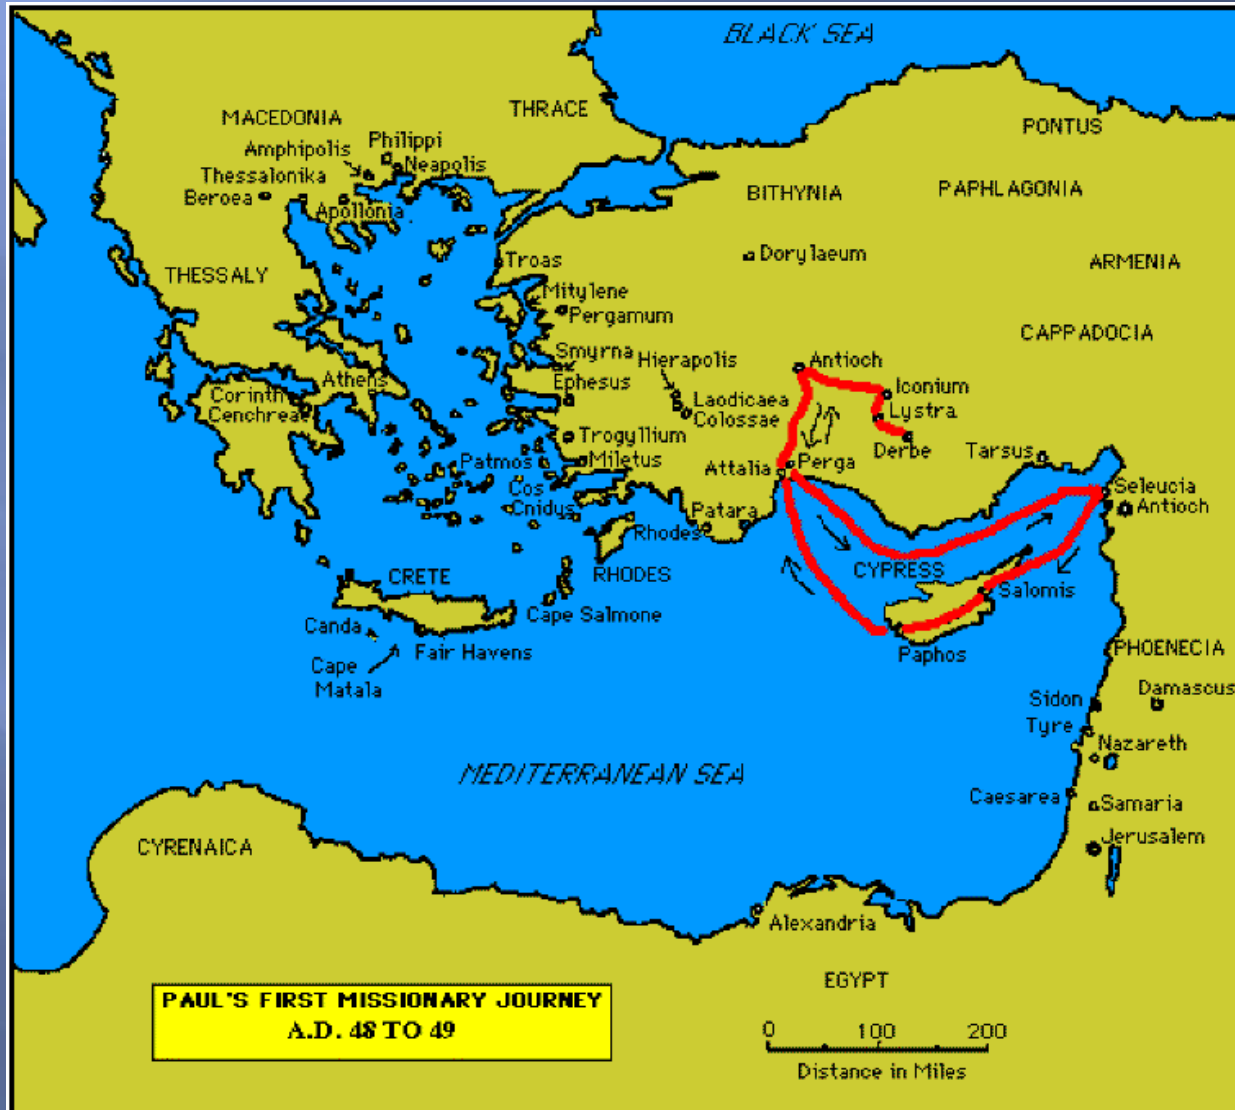 BLACK SEA
THRACE
MACEDONIA
PONTUS
Philippi
Amphipolis
Neapolis
Thessalonika
BITHYNIA
PAPHLAGONIA
Beroea
Apollonia
Dorylaeum
Troas
ARMENIA
THESSALY
Mitylene
Pergamum
CAPPADOCIA
Smyrna
Hierapolis
Antioch
Athens
Ephesus
Iconium
Corinth
Laodicaea
Lystra
Cenchreae
Colossae
Trogyllium
Derbe
Tarsus
Patmos
Miletus
Attalia
Perga
Seleucia
Cos
Antioch
Cnidus
Patara
Rhodes
CRETE
RHODES
CYPRESS
Salomis
Cape Salmone
Canda
Fair Havens
Paphos
PHOENECIA
Cape
Matala
Sidon
Damascus
Tyre
Nazareth
MEDITERRANEAN SEA
Caesarea
Samaria
Jerusalem
CYRENAICA
Alexandria
EGYPT
PAUL'S FIRST MISSIONARY JOURNEY
A.D. 48 TO 49
0 100 200
Distance in Miles